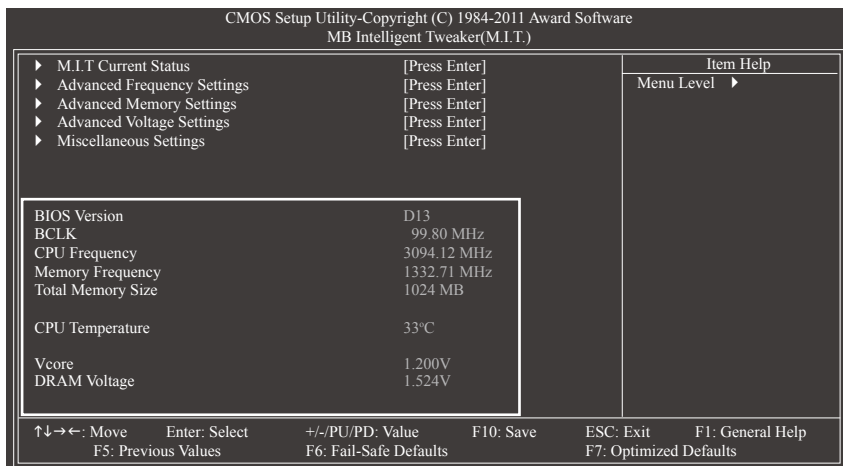 CMOS Setup Utility-Copyright (C) 1984-2011 Award Software
MB Intelligent Tweaker(M.I.T.)
▶ M.I.T Current Status [Press Enter]
▶ Advanced Frequency Settings [Press Enter]
▶ Advanced Memory Settings [Press Enter]
▶ Advanced Voltage Settings [Press Enter]
▶ Miscellaneous Settings [Press Enter]
Item Help
Menu Level ▶
BIOS Version D13
BCLK 99.80 MHz
CPU Frequency 3094.12 MHz
Memory Frequency 1332.71 MHz
Total Memory Size 1024 MB
CPU Temperature 33°C
Vcore 1.200V
DRAM Voltage 1.524V
↑↓→←: Move Enter: Select +/-/PU/PD: Value F10: Save ESC: Exit F1: General Help
F5: Previous Values F6: Fail-Safe Defaults F7: Optimized Defaults